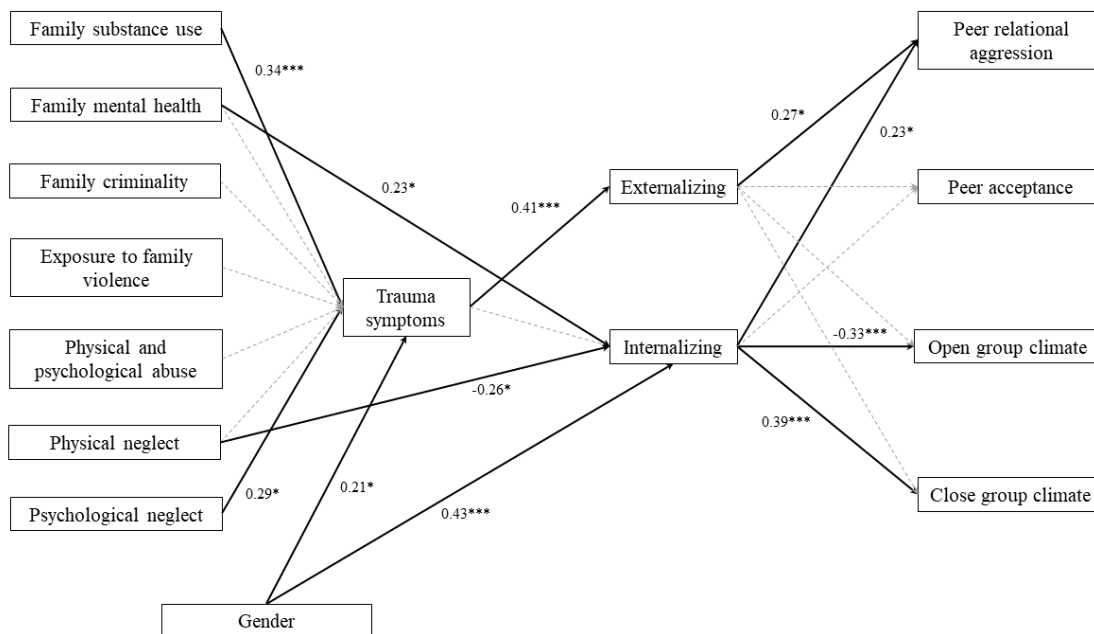 Family substance use
Family mental health
Family criminality
Exposure to family
violence
Physical and
psychological abuse
Physical neglect
Psychological neglect
Gender
0.34***
0.23*
-0.26*
0.29*
0.21*
0.43***
Trauma
symptoms
0.41***
Externalizing
Internalizing
0.27*
0.23*
-0.33***
0.39***
Peer relational
aggression
Peer acceptance
Open group climate
Close group climate